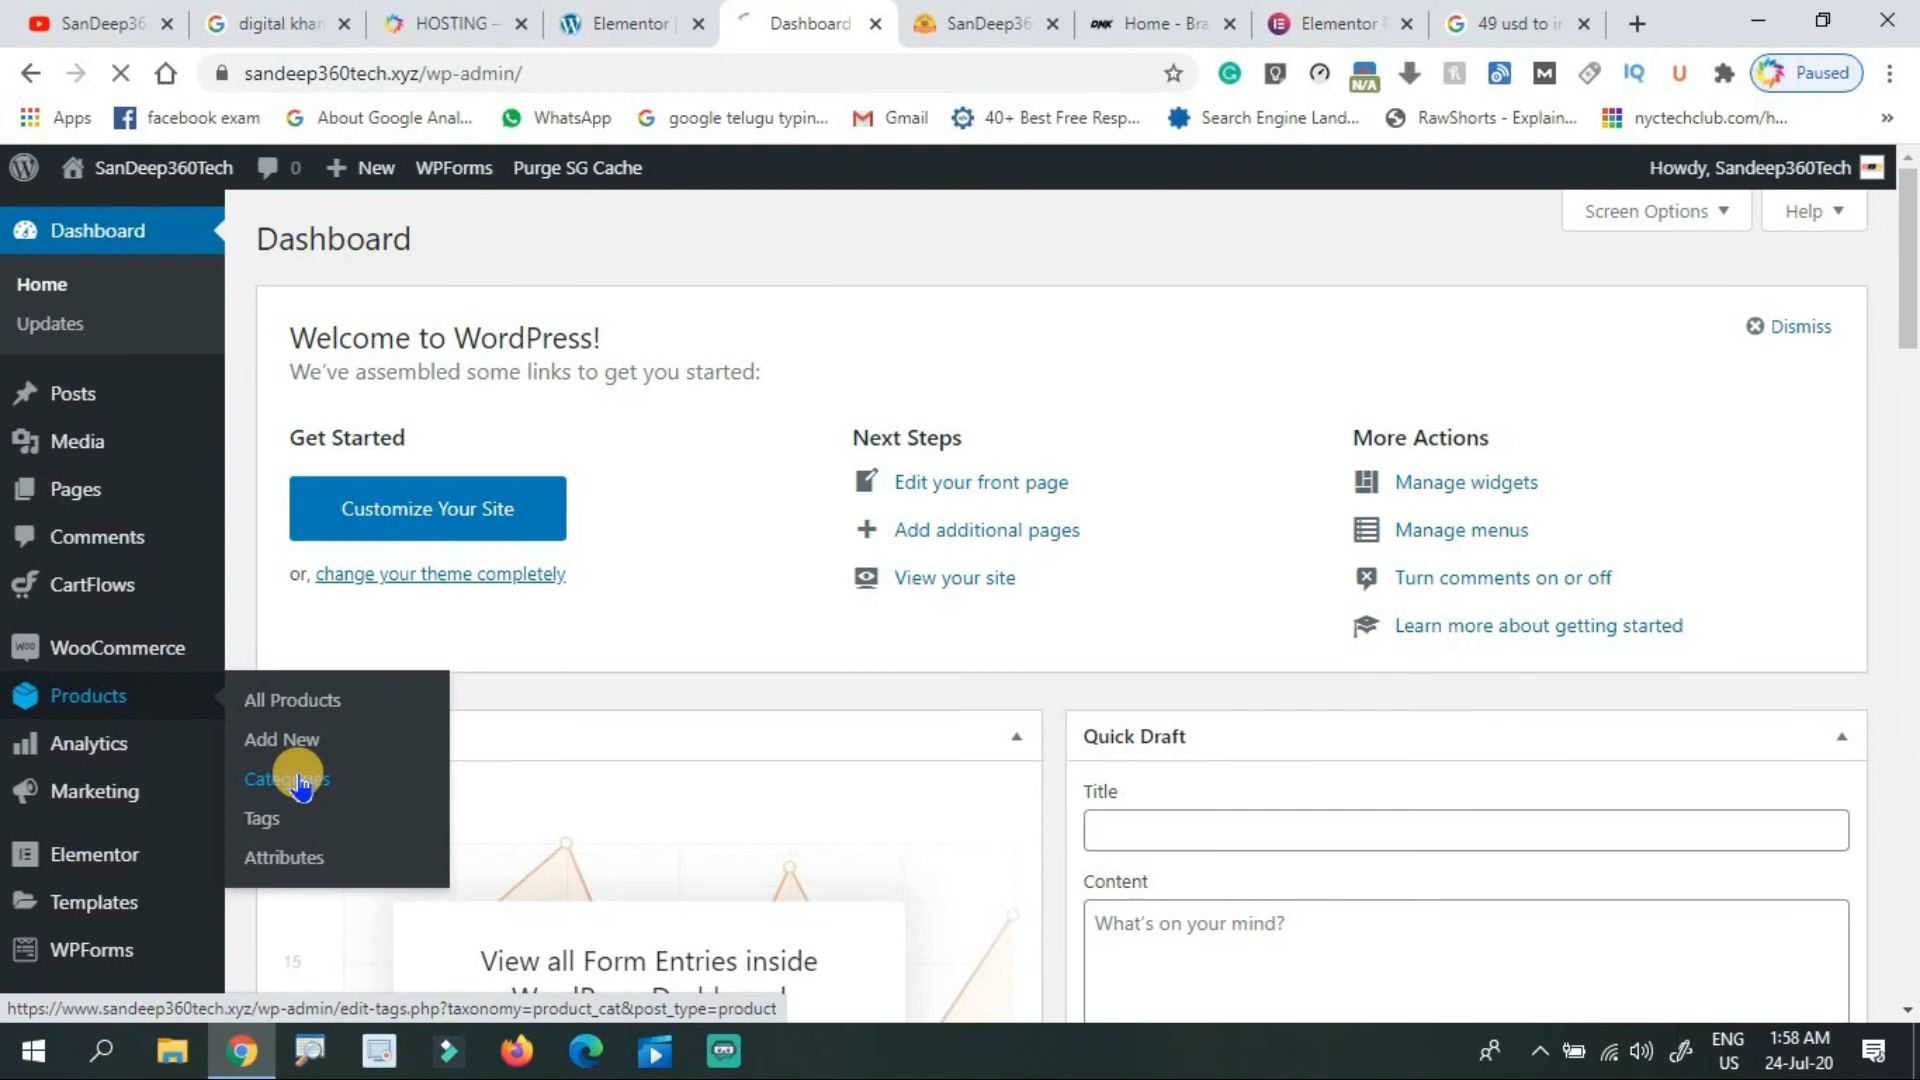 SanDeep36
digital khan
HOSTING –
Elementor
Dashboard
SanDeep36
DNK Home - Bra
Elementor
49 usd to in
sandeep360tech.xyz/wp-admin/
N/A
M
IQ
U
Paused
Apps
facebook exam
About Google Anal...
WhatsApp
google telugu typin...
Gmail
40+ Best Free Resp...
Search Engine Land...
RawShorts - Explain...
nyctechclub.com/h...
»
SanDeep360Tech
0
+ New
WPForms
Purge SG Cache
Howdy, Sandeep360Tech
Dashboard
Home
Updates
Posts
Media
Pages
Comments
CartFlows
WooCommerce
Products
Analytics
Marketing
Elementor
Templates
WPForms
All Products
Add New
Categories
Tags
Attributes
Screen Options
Help
Dashboard
Welcome to WordPress!
We’ve assembled some links to get you started:
Dismiss
Get Started
Customize Your Site
or, change your theme completely
Next Steps
Edit your front page
Add additional pages
View your site
More Actions
Manage widgets
Manage menus
Turn comments on or off
Learn more about getting started
15
View all Form Entries inside
Quick Draft
Title
Content
What’s on your mind?
https://www.sandeep360tech.xyz/wp-admin/edit-tags.php?taxonomy=product_cat&post_type=product
ENG
US
1:58 AM
24-Jul-20